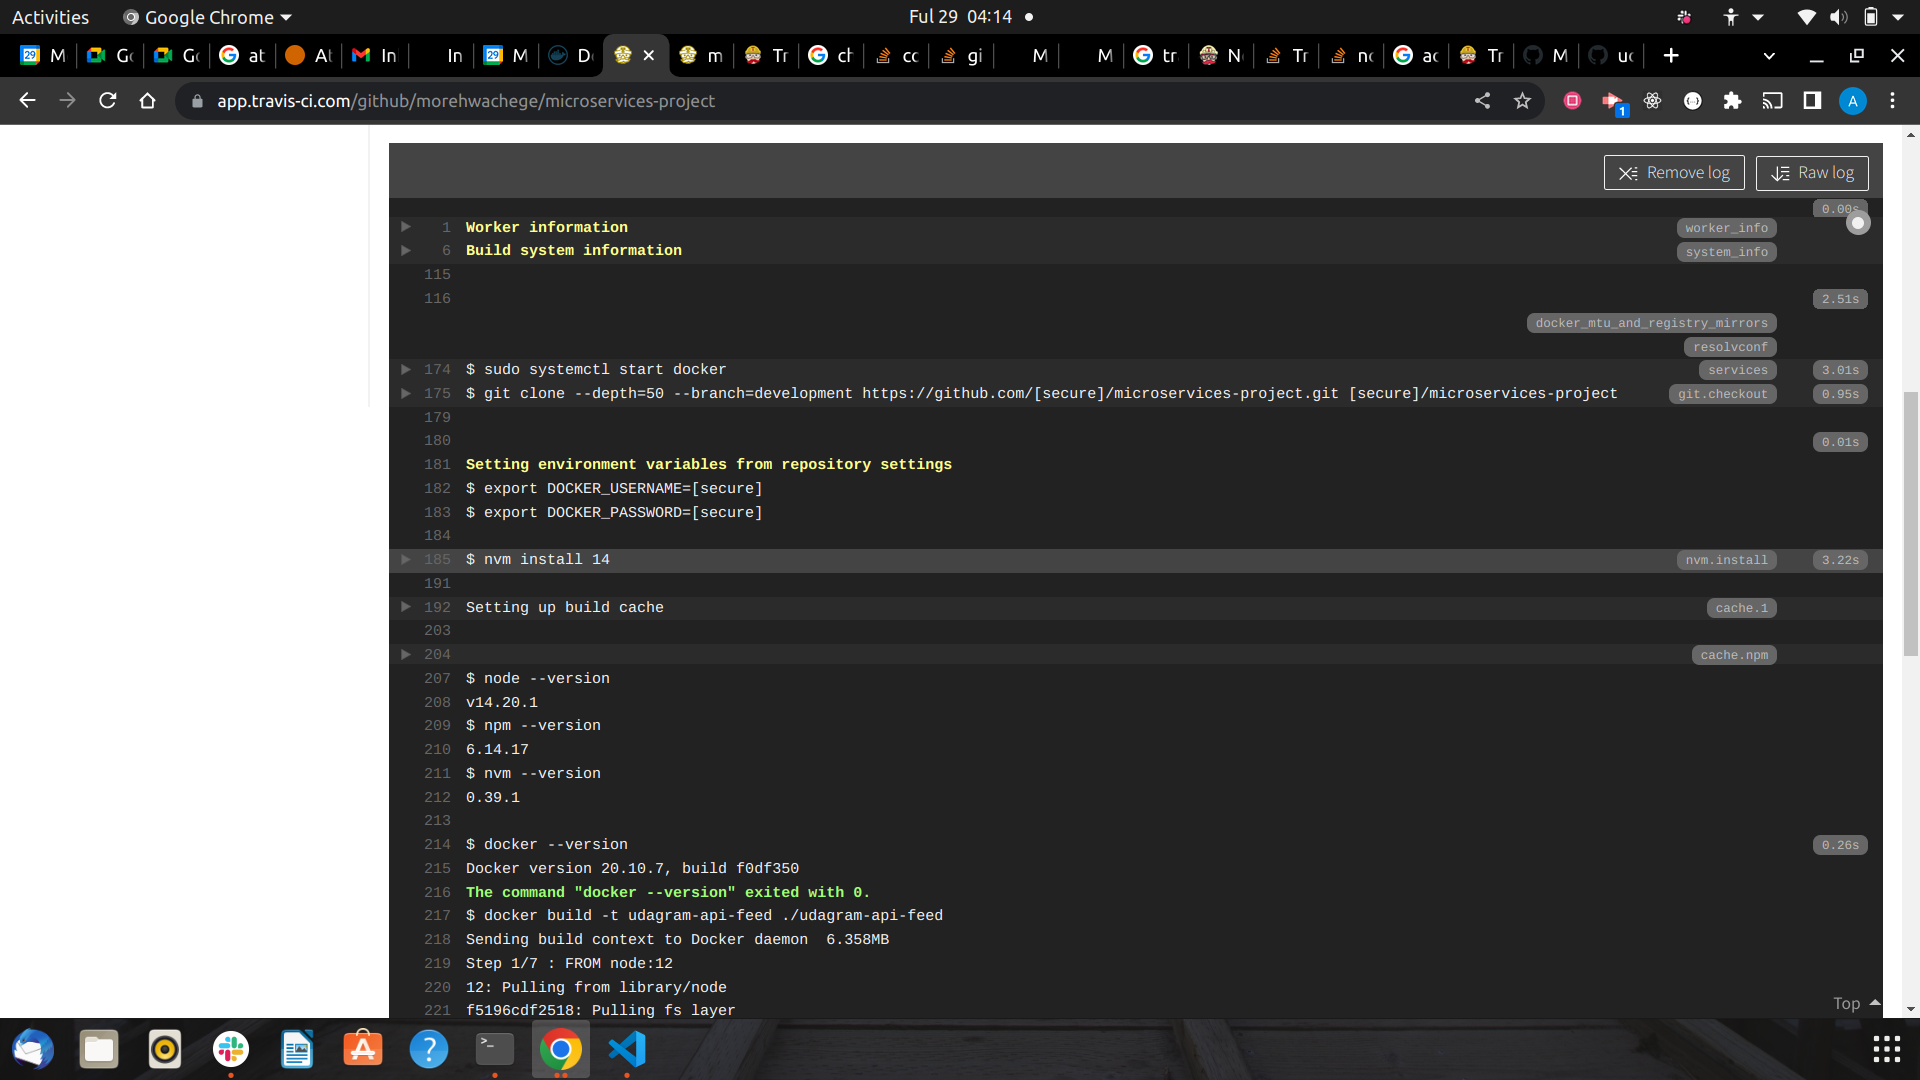 Activities
Google Chrome
Ful 29 04:14
M
Go
Go
at
At
In
In
M
D
m
Tr
ch
cc
gi
M
M
tr
N
Tr
nc
ac
Tr
M
uc
app.travis-ci.com/github/morehwachege/microservices-project
1
A
Remove log
Raw log
0.00s
1 Worker information worker_info
6 Build system information system_info
115
116 2.51s
docker_mtu_and_registry_mirrors
resolvconf
174 $ sudo systemctl start docker services 3.01s
175 $ git clone --depth=50 --branch=development https://github.com/[secure]/microservices-project.git [secure]/microservices-project git.checkout 0.95s
179
180 0.01s
181 Setting environment variables from repository settings
182 $ export DOCKER_USERNAME=[secure]
183 $ export DOCKER_PASSWORD=[secure]
184
185 $ nvm install 14 nvm.install 3.22s
191
192 Setting up build cache cache.1
203
204 cache.npm
207 $ node --version
208 v14.20.1
209 $ npm --version
210 6.14.17
211 $ nvm --version
212 0.39.1
213
214 $ docker --version 0.26s
215 Docker version 20.10.7, build f0df350
216 The command "docker --version" exited with 0.
217 $ docker build -t udagram-api-feed ./udagram-api-feed
218 Sending build context to Docker daemon  6.358MB
219 Step 1/7 : FROM node:12
220 12: Pulling from library/node
221 f5196cdf2518: Pulling fs layer
Top